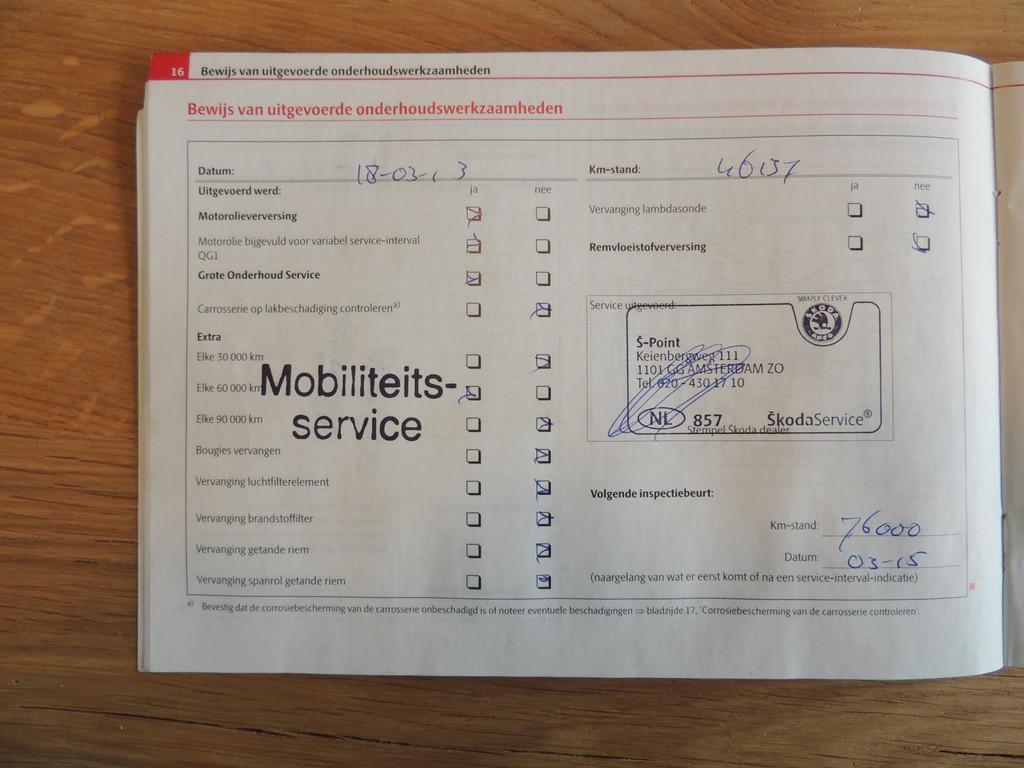 16 Bewijs van uitgevoerde onderhoudswerkzaamheden
Bewijs van uitgevoerde onderhoudswerkzaamheden
Datum: 18-03-13
Uitgevoerd werd: ja nee
Motorolieverversing
Motorolie bijgevuld voor variabel service-interval
QG1
Grote Onderhoud Service
Carrosserie op lakbeschadiging controleren a)
Extra
Elke 30 000 km
Elke 60 000 km
Elke 90 000 km
Mobiliteits-
service
Bougies vervangen
Vervanging luchtfilterelement
Vervanging brandstoffilter
Vervanging getande riem
Vervanging spanrol getande riem
Km-stand: 46137
ja nee
Vervanging lambdasonde
Remvloeistofverversing
Service uitgevoerd:
SIMPLY CLEVER
ŠKODA
AUTO
Š-Point
Keienbergweg 111
1101 GG AMSTERDAM ZO
Tel. 020 - 430 17 10
NL 857 ŠkodaService®
Stempel Škoda dealer
Volgende inspectiebeurt:
Km-stand: 76000
Datum: 03-15
(naargelang van wat er eerst komt of na een service-interval-indicatie)
a) Bevestig dat de corrosiebescherming van de carrosserie onbeschadigd is of noteer eventuele beschadigingen ⇒ bladzijde 17, 'Corrosiebescherming van de carrosserie controleren'.